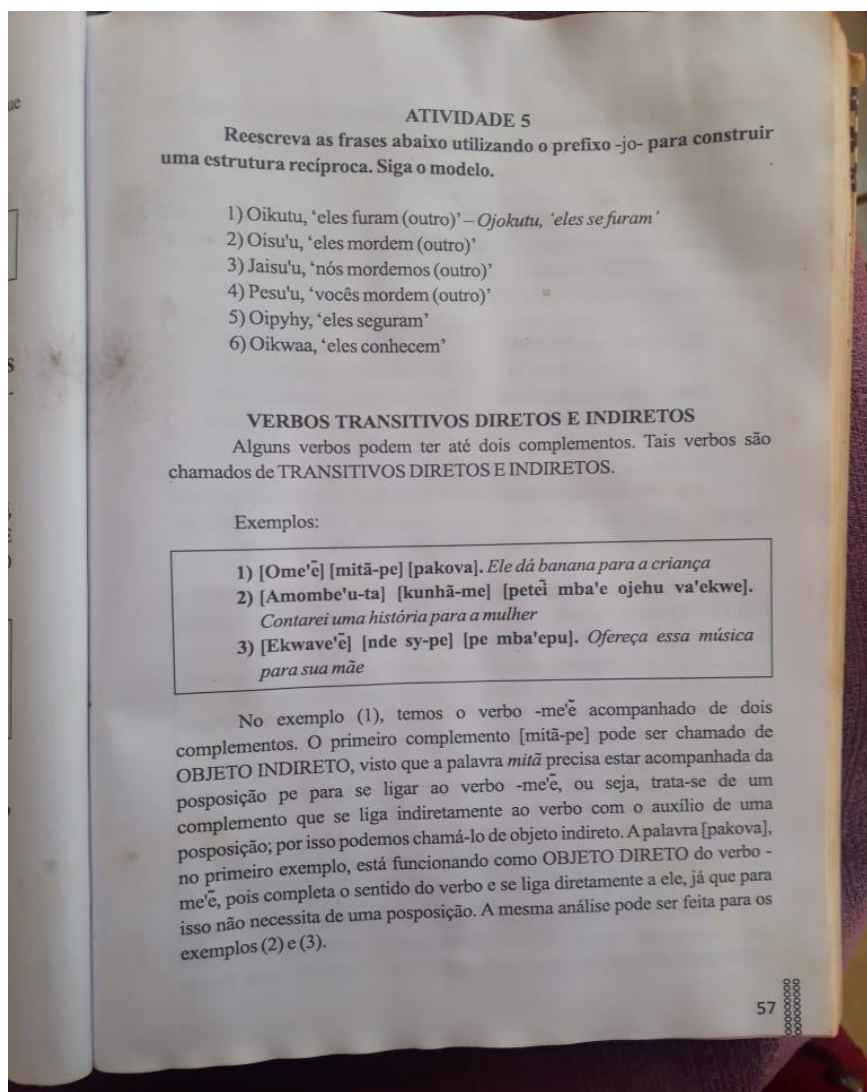 ATIVIDADE 5
Reescreva as frases abaixo utilizando o prefixo -jo- para construir
uma estrutura recíproca. Siga o modelo.
1) Oikutu, ‘eles furam (outro)’ – Ojokutu, ‘eles se furam’
2) Oisu'u, ‘eles mordem (outro)’
3) Jaisu'u, ‘nós mordemos (outro)’
4) Pesu'u, ‘vocês mordem (outro)’
5) Oipyhy, ‘eles seguram’
6) Oikwaa, ‘eles conhecem’
VERBOS TRANSITIVOS DIRETOS E INDIRETOS
Alguns verbos podem ter até dois complementos. Tais verbos são
chamados de TRANSITIVOS DIRETOS E INDIRETOS.
Exemplos:
1) [Ome'ẽ] [mitã-pe] [pakova]. Ele dá banana para a criança
2) [Amombe'u-ta] [kunhã-me] [peteĩ mba'e ojehu va'ekwe].
Contarei uma história para a mulher
3) [Ekwave'ẽ] [nde sy-pe] [pe mba'epu]. Ofereça essa música
para sua mãe
No exemplo (1), temos o verbo -me'ẽ acompanhado de dois
complementos. O primeiro complemento [mitã-pe] pode ser chamado de
OBJETO INDIRETO, visto que a palavra mitã precisa estar acompanhada da
posposição pe para se ligar ao verbo -me'ẽ, ou seja, trata-se de um
complemento que se liga indiretamente ao verbo com o auxílio de uma
posposição; por isso podemos chamá-lo de objeto indireto. A palavra [pakova],
no primeiro exemplo, está funcionando como OBJETO DIRETO do verbo -
me'ẽ, pois completa o sentido do verbo e se liga diretamente a ele, já que para
isso não necessita de uma posposição. A mesma análise pode ser feita para os
exemplos (2) e (3).
57